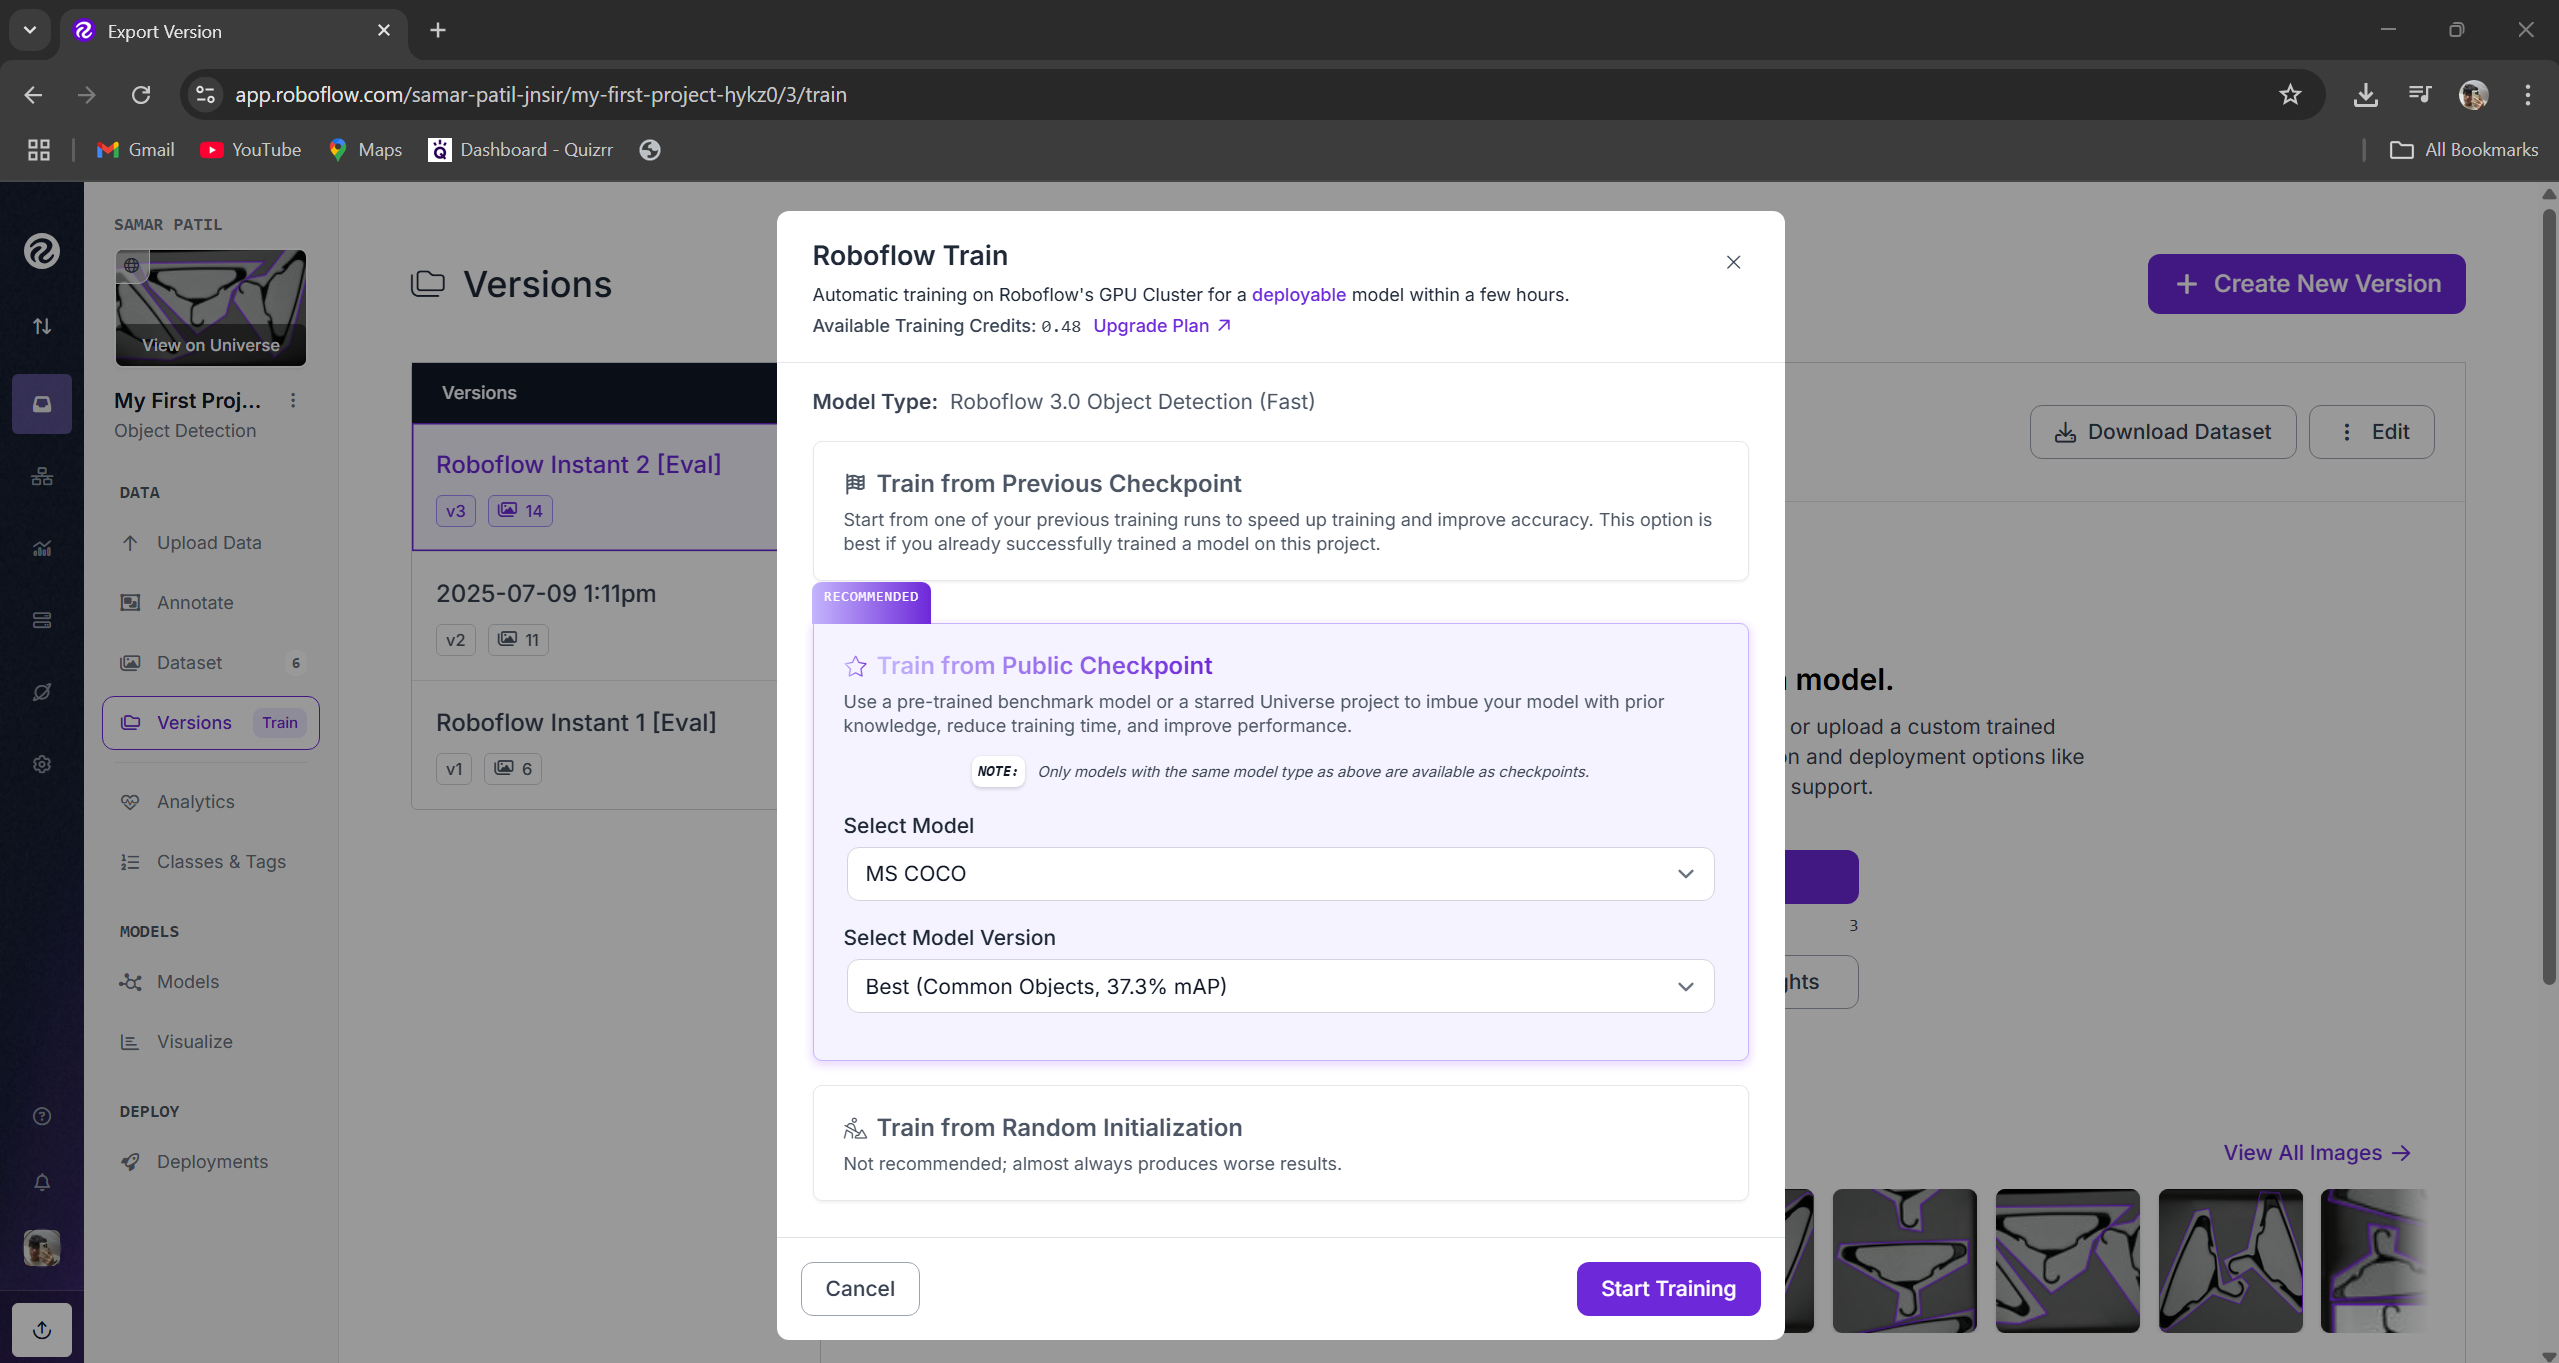 Export Version
app.roboflow.com/samar-patil-jnsir/my-first-project-hykz0/3/train
Gmail
YouTube
Maps
Dashboard - Quizrr
All Bookmarks
SAMAR PATIL
View on Universe
My First Proj...
Object Detection
DATA
Upload Data
Annotate
Dataset 6
Versions Train
Analytics
Classes & Tags
MODELS
Models
Visualize
DEPLOY
Deployments
Versions
Create New Version
Versions
Roboflow Instant 2 [Eval]
v3 14
2025-07-09 1:11pm
v2 11
Roboflow Instant 1 [Eval]
v1 6
Download Dataset
Edit
Roboflow Train
Automatic training on Roboflow's GPU Cluster for a deployable model within a few hours.
Available Training Credits: 0.48 Upgrade Plan
Model Type: Roboflow 3.0 Object Detection (Fast)
Train from Previous Checkpoint
Start from one of your previous training runs to speed up training and improve accuracy. This option is
best if you already successfully trained a model on this project.
RECOMMENDED
Train from Public Checkpoint
Use a pre-trained benchmark model or a starred Universe project to imbue your model with prior
knowledge, reduce training time, and improve performance.
NOTE: Only models with the same model type as above are available as checkpoints.
Select Model
MS COCO
Select Model Version
Best (Common Objects, 37.3% mAP)
Train from Random Initialization
Not recommended; almost always produces worse results.
Cancel
Start Training
model.
or upload a custom trained
and deployment options like
support.
3
View All Images